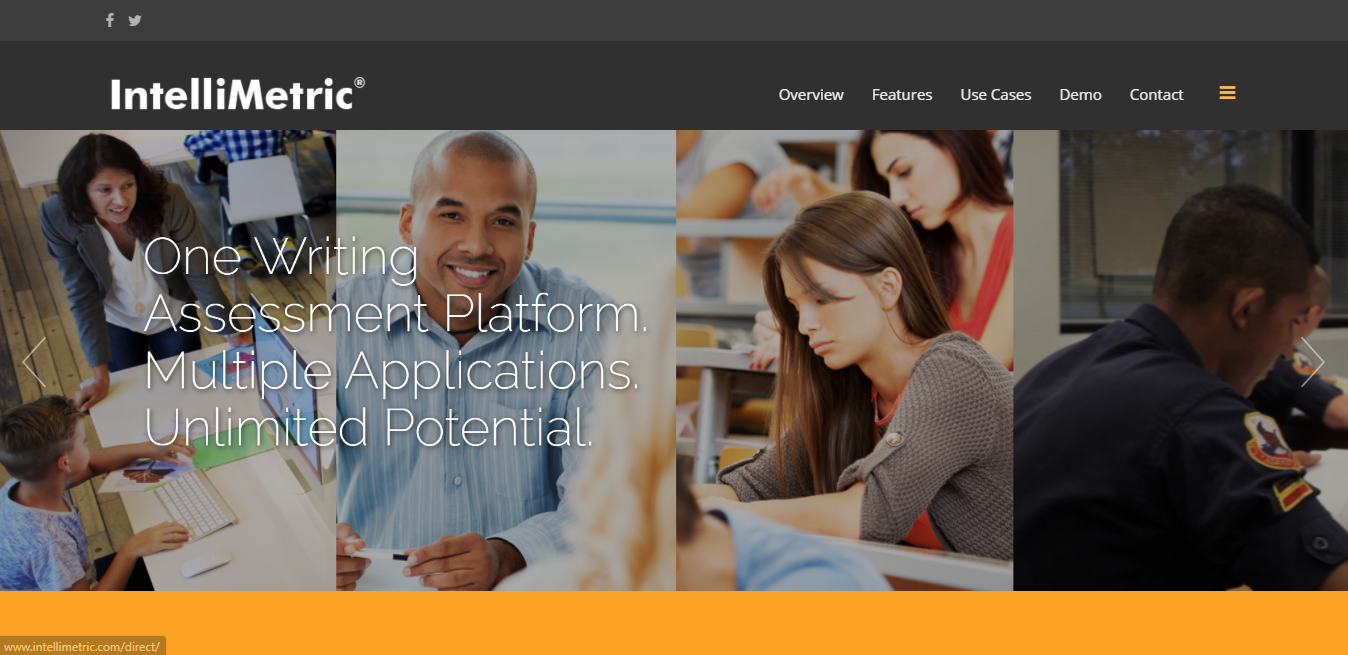 IntelliMetric®
Overview Features Use Cases Demo Contact
One Writing
Assessment Platform.
Multiple Applications.
Unlimited Potential.
www.intellimetric.com/direct/